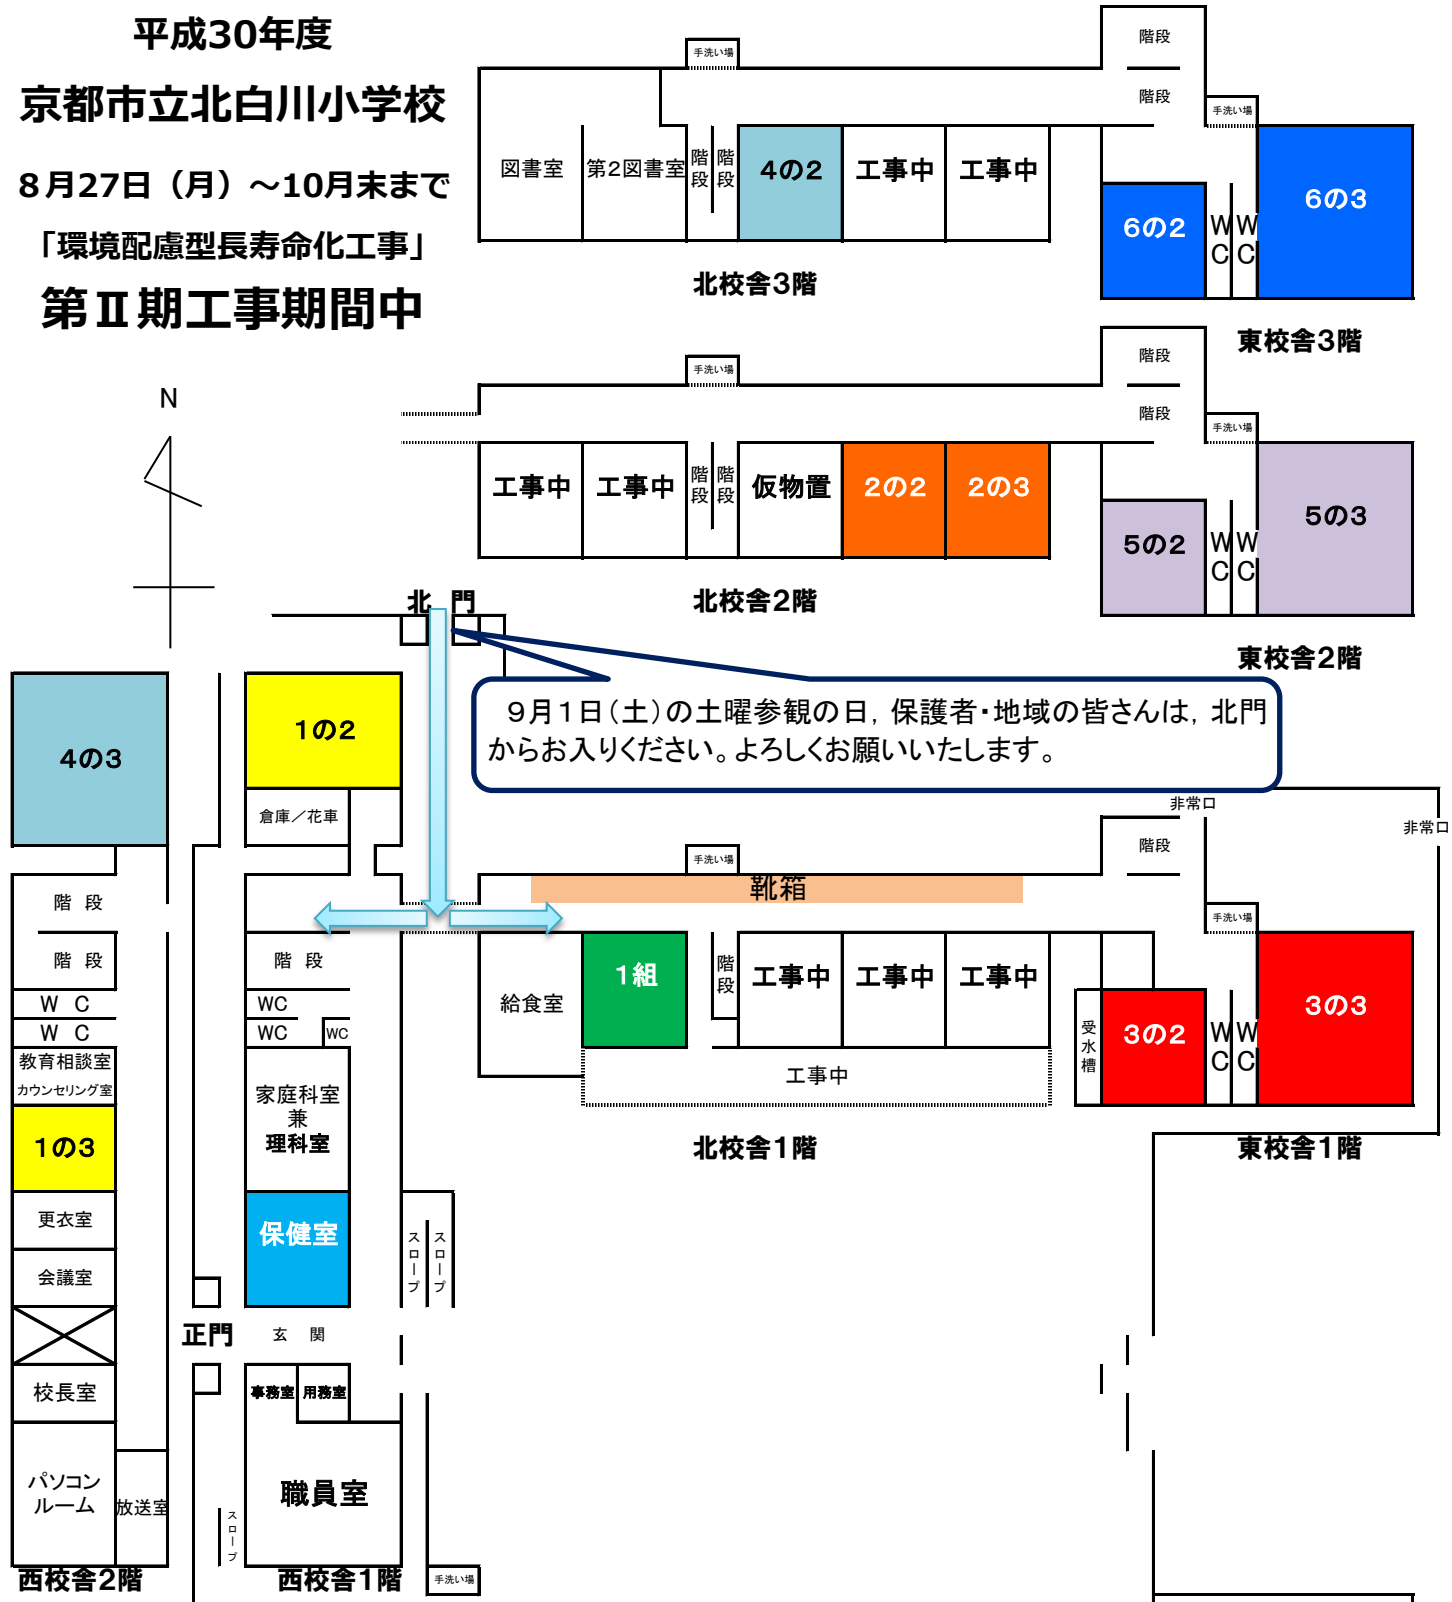 平成30年度
京都市立北白川小学校
８月27日（月）～10月末まで
「環境配慮型長寿命化工事」
第Ⅱ期工事期間中
N
手洗い場
階段
階段
手洗い場
図書室
第2図書室
階段
階段
4の2
工事中
工事中
6の2
WC
WC
6の3
北校舎3階
東校舎3階
手洗い場
階段
階段
手洗い場
工事中
工事中
階段
階段
仮物置
2の2
2の3
5の2
WC
WC
5の3
北校舎2階
東校舎2階
北　門
９月１日（土）の土曜参観の日，保護者・地域の皆さんは，北門
からお入りください。よろしくお願いいたします。
4の3
1の2
倉庫／花車
非常口
非常口
手洗い場
階段
靴箱
手洗い場
階 段
階 段
W C
W C
教育相談室
カウンセリング室
1の3
更衣室
会議室
校長室
パソコン
ルーム
放送室
西校舎2階
階 段
WC
WC
WC
家庭科室
兼
理科室
保健室
正門
玄　関
事務室
用務室
職員室
スロープ
西校舎1階
スロープ
スロープ
手洗い場
給食室
1組
階段
工事中
工事中
工事中
工事中
受水槽
3の2
WC
WC
3の3
北校舎1階
東校舎1階